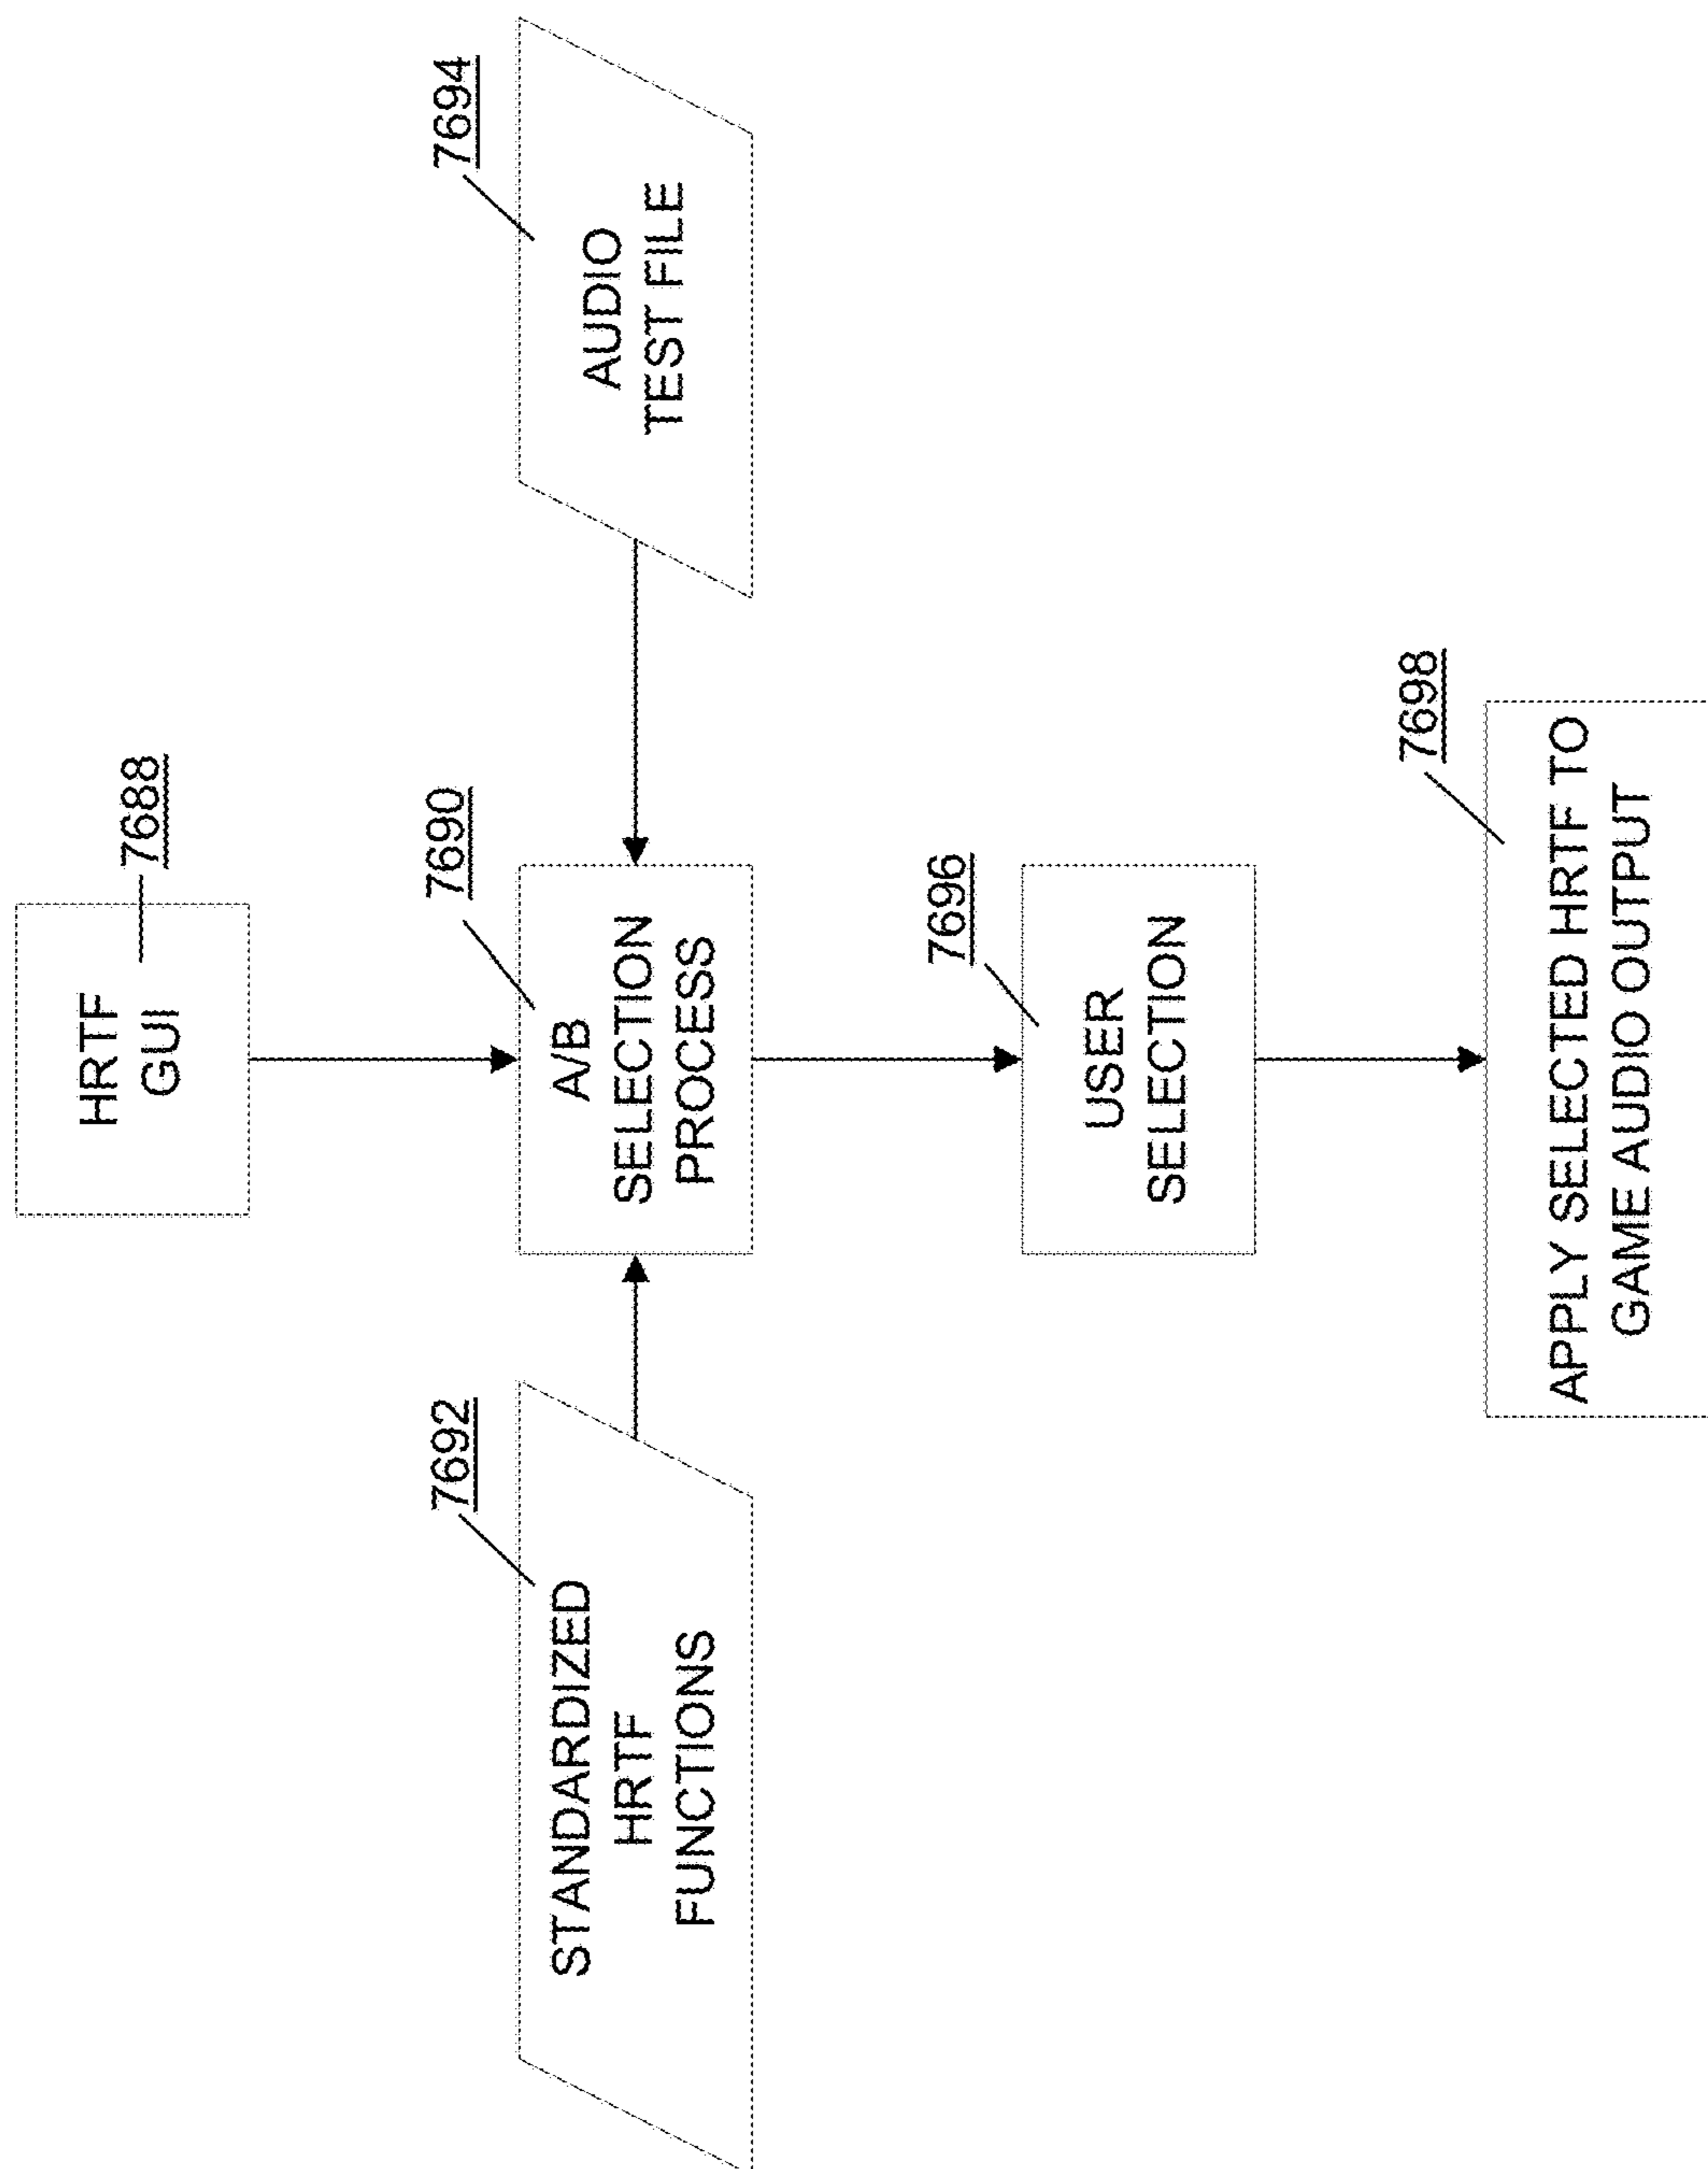 HRTF
GUI
7688
7690
A/B
SELECTION
PROCESS
7692
STANDARDIZED
HRTF
FUNCTIONS
7694
AUDIO
TEST FILE
7696
USER
SELECTION
7698
APPLY SELECTED HRTF TO
GAME AUDIO OUTPUT